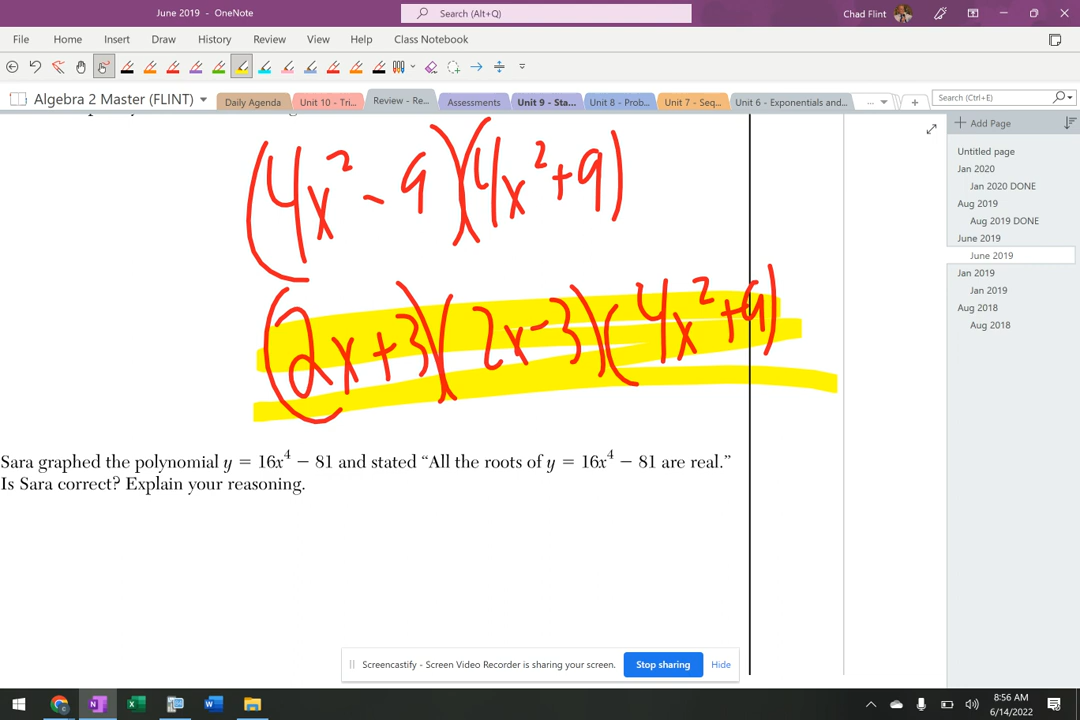 June 2019 - OneNote
Search (Alt+Q)
Chad Flint
File Home Insert Draw History Review View Help Class Notebook
Algebra 2 Master (FLINT)
Daily Agenda
Unit 10 - Tri...
Review - Re...
Assessments
Unit 9 - Sta...
Unit 8 - Prob...
Unit 7 - Seq...
Unit 6 - Exponentials and...
...
Search (Ctrl+E)
Add Page
Untitled page
Jan 2020
Jan 2020 DONE
Aug 2019
Aug 2019 DONE
June 2019
June 2019
Jan 2019
Jan 2019
Aug 2018
Aug 2018
(4x² - 9)(4x² + 9)
(2x+3)(2x-3)(4x²+9)
Sara graphed the polynomial y = 16x⁴ − 81 and stated “All the roots of y = 16x⁴ − 81 are real.”
Is Sara correct? Explain your reasoning.
Screencastify - Screen Video Recorder is sharing your screen.
Stop sharing
Hide
8:56 AM
6/14/2022